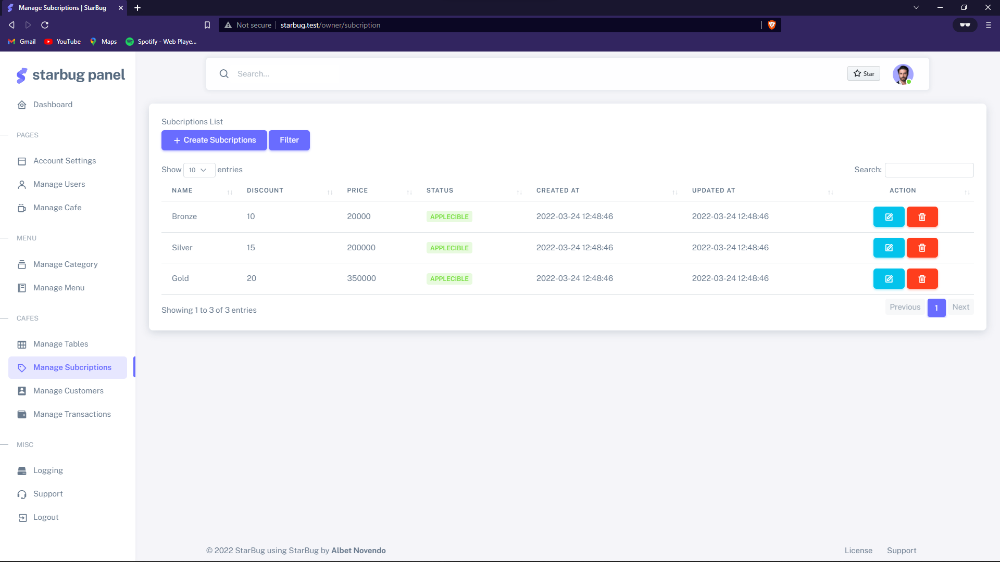 Manage Subcriptions | StarBug
Not secure
starbug.test/owner/subcription
Gmail
YouTube
Maps
Spotify - Web Playe...
starbug panel
Search...
Star
Dashboard
PAGES
Account Settings
Manage Users
Manage Cafe
MENU
Manage Category
Manage Menu
CAFES
Manage Tables
Manage Subcriptions
Manage Customers
Manage Transactions
MISC
Logging
Support
Logout
Subcriptions List
+ Create Subcriptions Filter
Show 10 entries Search:
NAME DISCOUNT PRICE STATUS CREATED AT UPDATED AT ACTION
Bronze 10 20000 APPLECIBLE 2022-03-24 12:48:46 2022-03-24 12:48:46
Silver 15 200000 APPLECIBLE 2022-03-24 12:48:46 2022-03-24 12:48:46
Gold 20 350000 APPLECIBLE 2022-03-24 12:48:46 2022-03-24 12:48:46
Showing 1 to 3 of 3 entries Previous 1 Next
© 2022 StarBug using StarBug by Albet Novendo License Support